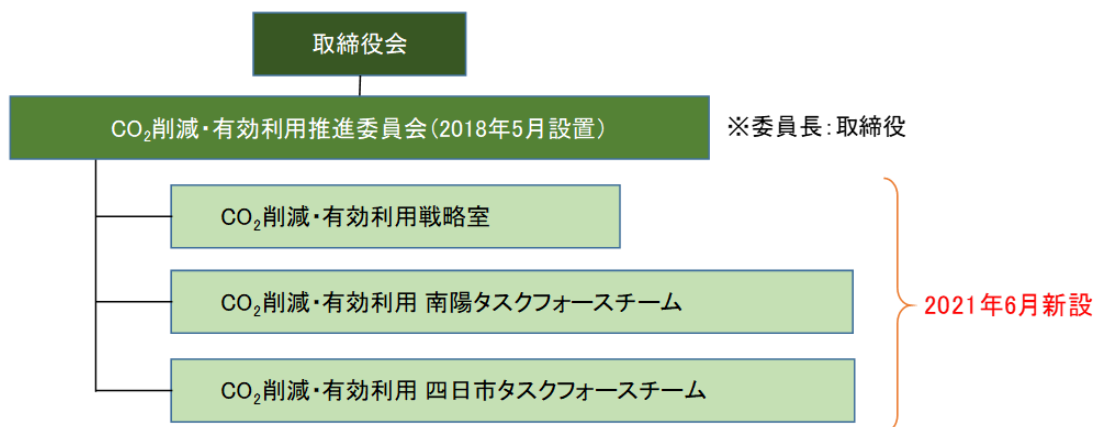 取締役会
CO₂削減・有効利用推進委員会(2018年5月設置)
※委員長:取締役
CO₂削減・有効利用戦略室
CO₂削減・有効利用 南陽タスクフォースチーム
2021年6月新設
CO₂削減・有効利用 四日市タスクフォースチーム